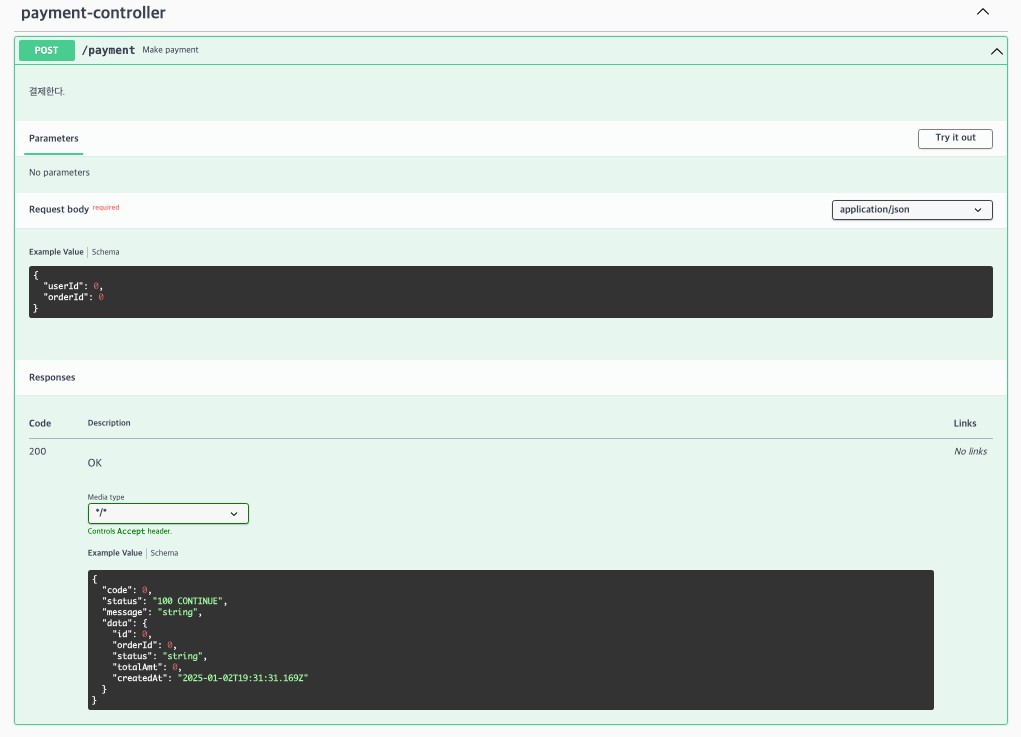 payment-controller
POST /payment Make payment
결제한다.
Parameters Try it out
No parameters
Request body required application/json
Example Value Schema
{
"userId": 0,
"orderId": 0
}
Responses
Code Description Links
200 No links
OK
Media type
*/*
Controls Accept header.
Example Value Schema
{
"code": 0,
"status": "100 CONTINUE",
"message": "string",
"data": {
"id": 0,
"orderId": 0,
"status": "string",
"totalAmt": 0,
"createdAt": "2025-01-02T19:31:31.169Z"
}
}